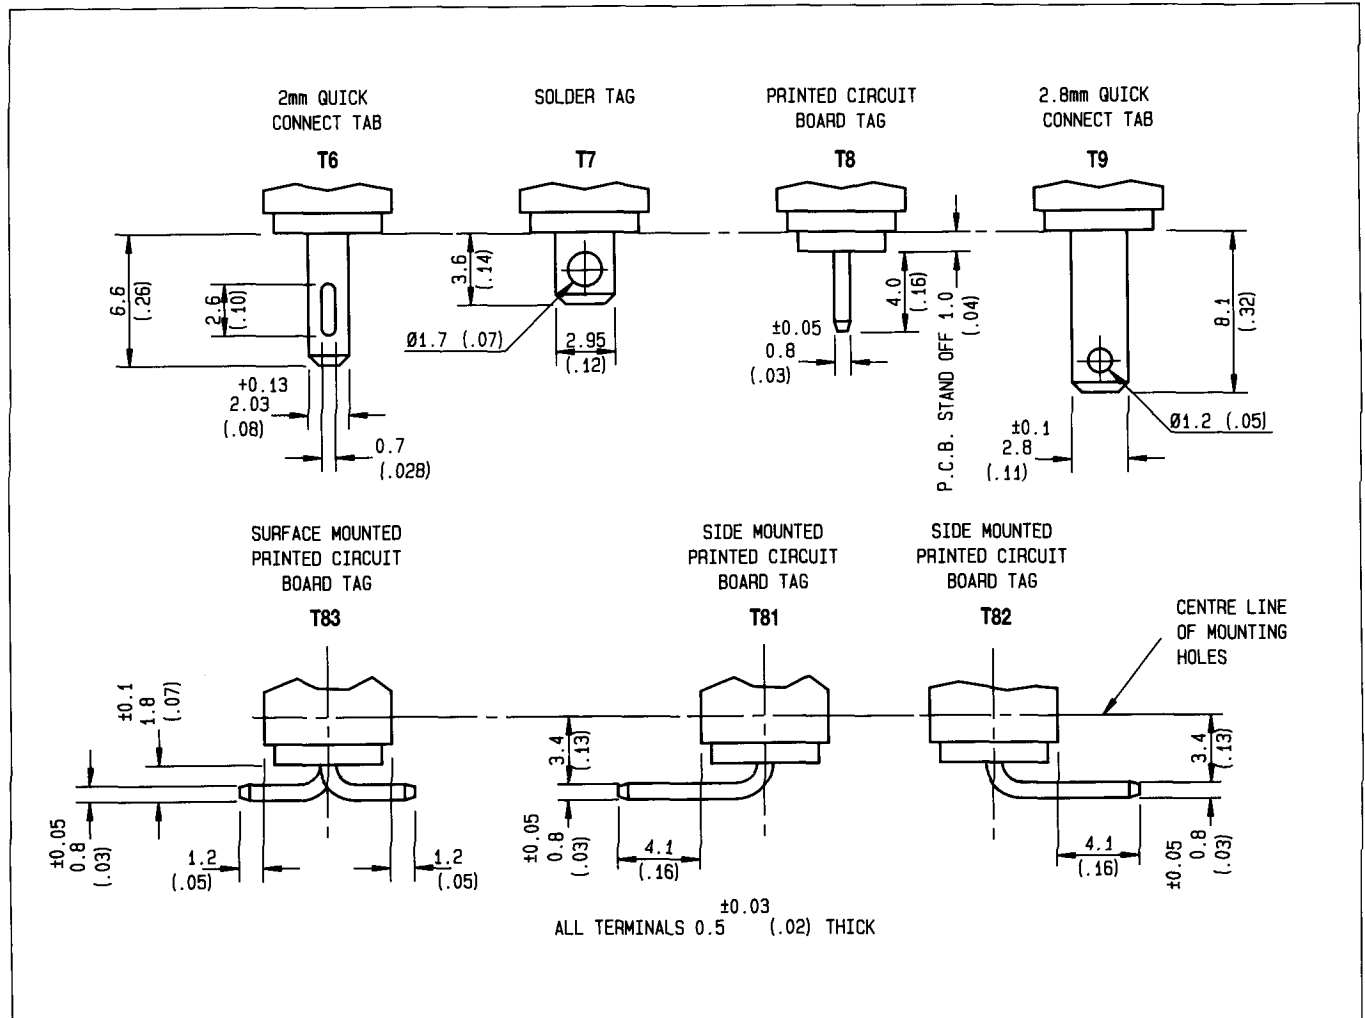 2mm QUICK
CONNECT TAB
T6
SOLDER TAG
T7
PRINTED CIRCUIT
BOARD TAG
T8
2.8mm QUICK
CONNECT TAB
T9
6.6
(.26)
2.6
(.10)
+0.13
2.03
(.08)
0.7
(.028)
3.6
(.14)
Ø1.7 (.07)
2.95
(.12)
4.0
(.16)
±0.05
0.8
(.03)
P.C.B. STAND OFF 1.0
(.04)
8.1
(.32)
Ø1.2 (.05)
±0.1
2.8
(.11)
SURFACE MOUNTED
PRINTED CIRCUIT
BOARD TAG
T83
SIDE MOUNTED
PRINTED CIRCUIT
BOARD TAG
T81
SIDE MOUNTED
PRINTED CIRCUIT
BOARD TAG
T82
CENTRE LINE
OF MOUNTING
HOLES
±0.1
1.8
(.07)
±0.05
0.8
(.03)
1.2
(.05)
1.2
(.05)
3.4
(.13)
±0.05
0.8
(.03)
4.1
(.16)
3.4
(.13)
4.1
(.16)
±0.05
0.8
(.03)
±0.03
ALL TERMINALS 0.5 (.02) THICK